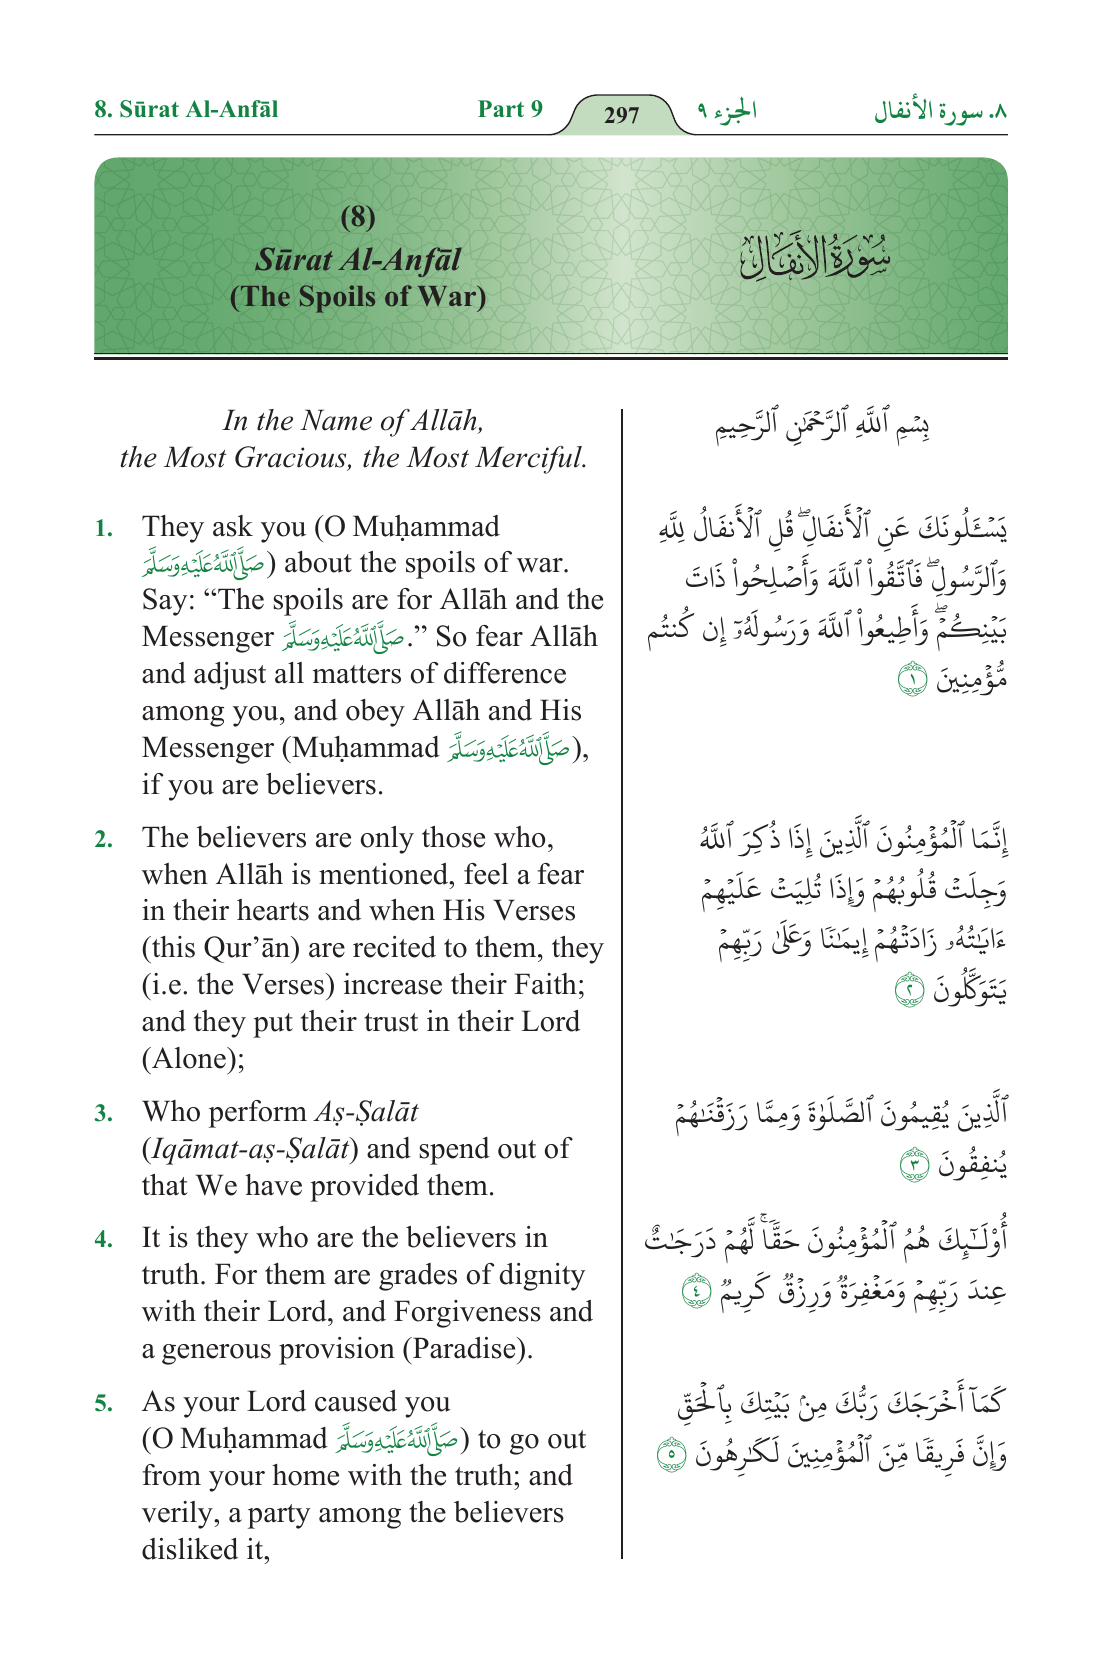 8. Sūrat Al-Anfāl
Part 9
297
الجزء ٩
٨. سورة الأنفال
(8)
Sūrat Al-Anfāl
(The Spoils of War)
سُورَةُ الأَنفَالِ
In the Name of Allāh,
the Most Gracious, the Most Merciful.
1. They ask you (O Muḥammad
ﷺ) about the spoils of war.
Say: “The spoils are for Allāh and the
Messenger ﷺ.” So fear Allāh
and adjust all matters of difference
among you, and obey Allāh and His
Messenger (Muḥammad ﷺ),
if you are believers.
2. The believers are only those who,
when Allāh is mentioned, feel a fear
in their hearts and when His Verses
(this Qur’ān) are recited to them, they
(i.e. the Verses) increase their Faith;
and they put their trust in their Lord
(Alone);
3. Who perform Aṣ-Ṣalāt
(Iqāmat-aṣ-Ṣalāt) and spend out of
that We have provided them.
4. It is they who are the believers in
truth. For them are grades of dignity
with their Lord, and Forgiveness and
a generous provision (Paradise).
5. As your Lord caused you
(O Muḥammad ﷺ) to go out
from your home with the truth; and
verily, a party among the believers
disliked it,
بِسۡمِ ٱللَّهِ ٱلرَّحۡمَٰنِ ٱلرَّحِيمِ
يَسۡـَٔلُونَكَ عَنِ ٱلۡأَنفَالِۖ قُلِ ٱلۡأَنفَالُ لِلَّهِ
وَٱلرَّسُولِۖ فَٱتَّقُواْ ٱللَّهَ وَأَصۡلِحُواْ ذَاتَ
بَيۡنِكُمۡۖ وَأَطِيعُواْ ٱللَّهَ وَرَسُولَهُۥٓ إِن كُنتُم
مُّؤۡمِنِينَ ١
إِنَّمَا ٱلۡمُؤۡمِنُونَ ٱلَّذِينَ إِذَا ذُكِرَ ٱللَّهُ
وَجِلَتۡ قُلُوبُهُمۡ وَإِذَا تُلِيَتۡ عَلَيۡهِمۡ
ءَايَٰتُهُۥ زَادَتۡهُمۡ إِيمَٰنٗا وَعَلَىٰ رَبِّهِمۡ
يَتَوَكَّلُونَ ٢
ٱلَّذِينَ يُقِيمُونَ ٱلصَّلَوٰةَ وَمِمَّا رَزَقۡنَٰهُمۡ
يُنفِقُونَ ٣
أُوْلَـٰٓئِكَ هُمُ ٱلۡمُؤۡمِنُونَ حَقّٗاۚ لَّهُمۡ دَرَجَٰتٌ
عِندَ رَبِّهِمۡ وَمَغۡفِرَةٞ وَرِزۡقٞ كَرِيمٞ ٤
كَمَآ أَخۡرَجَكَ رَبُّكَ مِنۢ بَيۡتِكَ بِٱلۡحَقِّ
وَإِنَّ فَرِيقٗا مِّنَ ٱلۡمُؤۡمِنِينَ لَكَٰرِهُونَ ٥